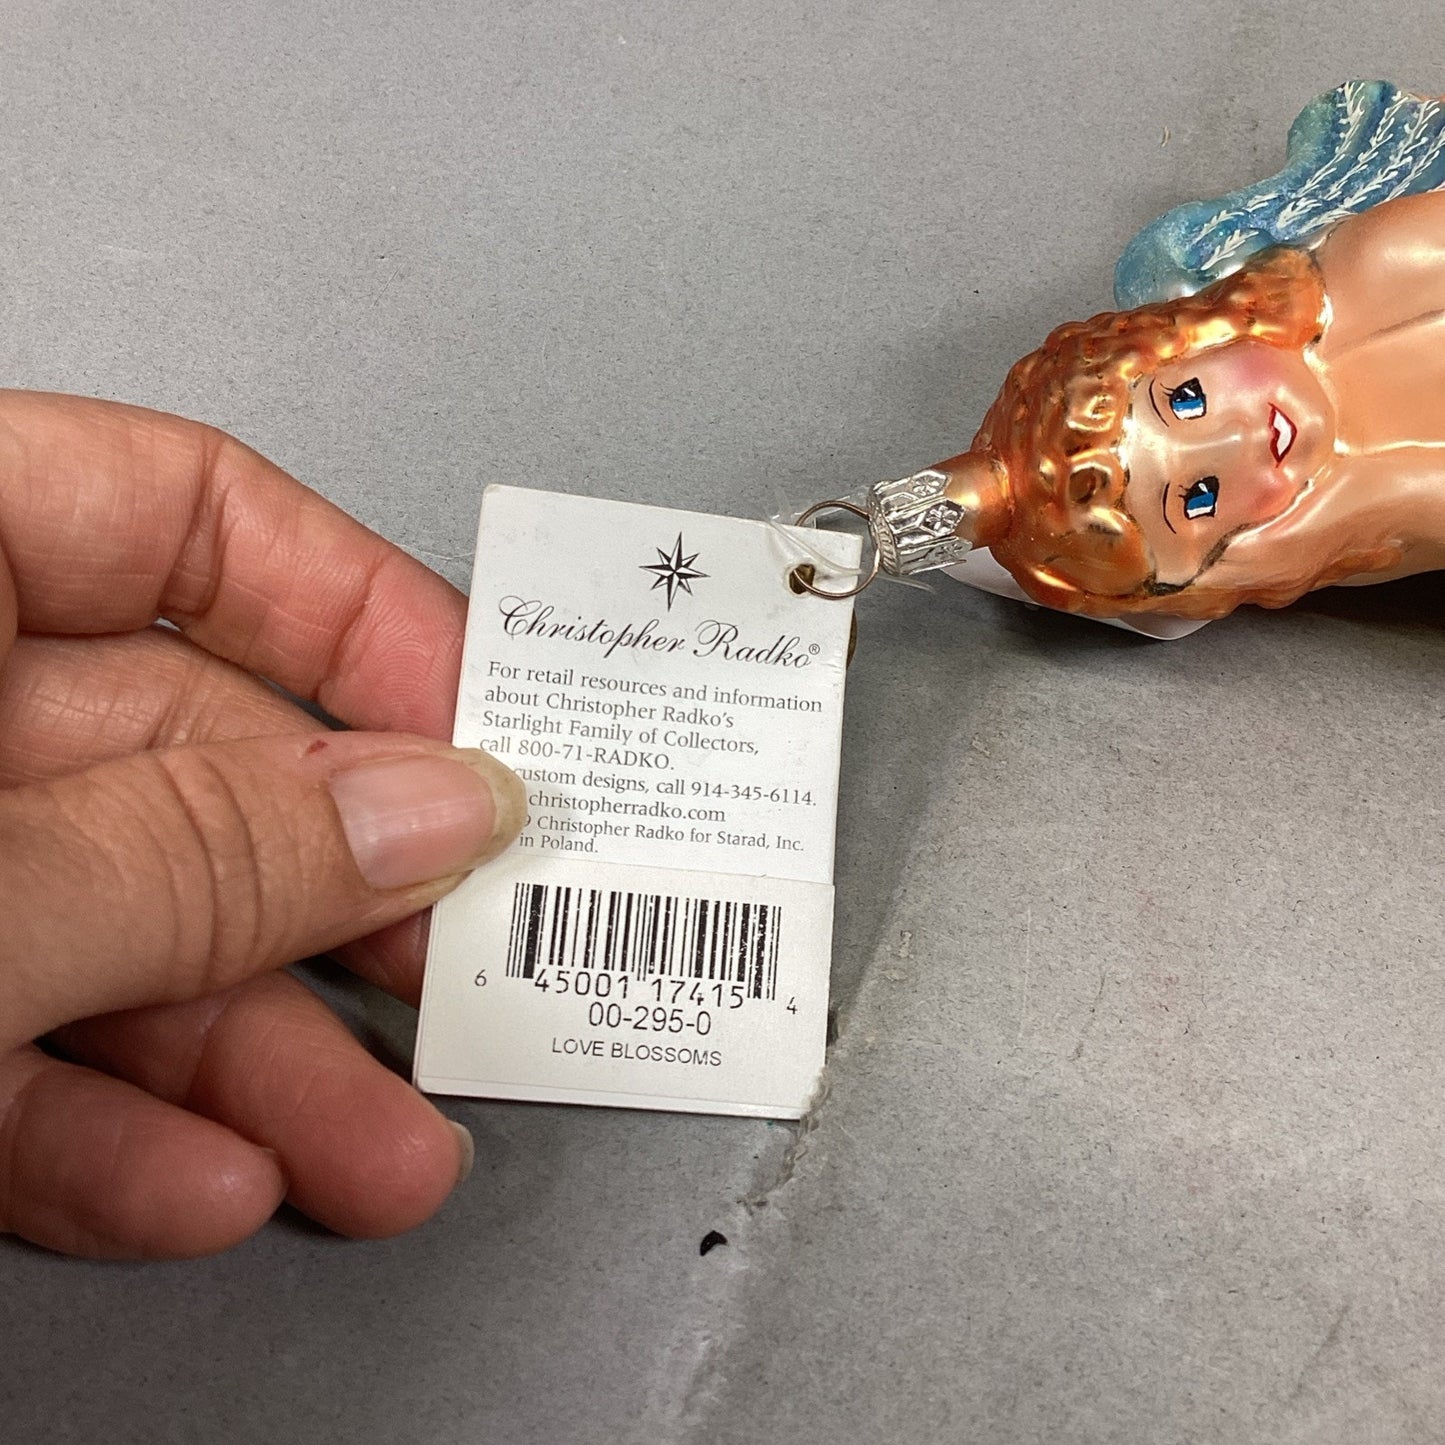 Christopher Radko®
For retail resources and information
about Christopher Radko's
Starlight Family of Collectors,
call 800-71-RADKO.
custom designs, call 914-345-6114.
christopherradko.com
Christopher Radko for Starad, Inc.
in Poland.
6 45001 17415 4
00-295-0
LOVE BLOSSOMS